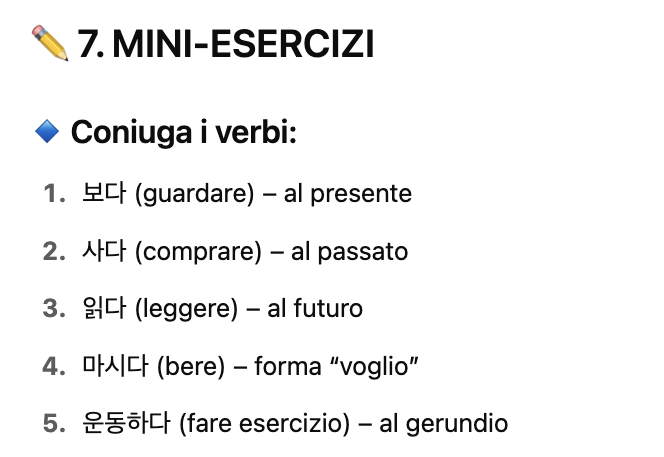 ✏️ 7. MINI-ESERCIZI
🔹 Coniuga i verbi:
1. 보다 (guardare) – al presente
2. 사다 (comprare) – al passato
3. 읽다 (leggere) – al futuro
4. 마시다 (bere) – forma “voglio”
5. 운동하다 (fare esercizio) – al gerundio